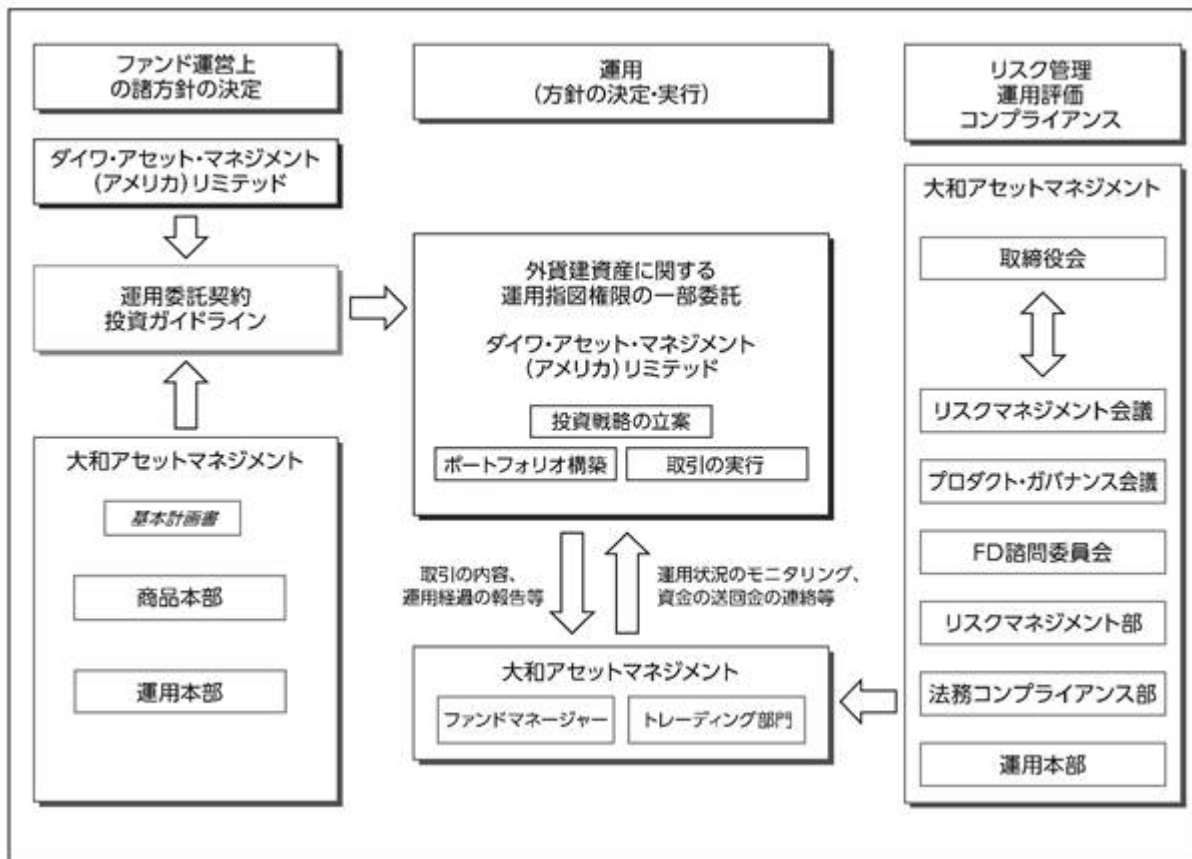 ファンド運営上
の諸方針の決定
ダイワ・アセット・マネジメント
(アメリカ)リミテッド
運用委託契約
投資ガイドライン
大和アセットマネジメント
基本計画書
商品本部
運用本部
運用
(方針の決定・実行)
外貨建資産に関する
運用指図権限の一部委託
ダイワ・アセット・マネジメント
(アメリカ)リミテッド
投資戦略の立案
ポートフォリオ構築
取引の実行
取引の内容、
運用経過の報告等
運用状況のモニタリング、
資金の送回金の連絡等
大和アセットマネジメント
ファンドマネージャー
トレーディング部門
リスク管理
運用評価
コンプライアンス
大和アセットマネジメント
取締役会
リスクマネジメント会議
プロダクト・ガバナンス会議
FD諮問委員会
リスクマネジメント部
法務コンプライアンス部
運用本部